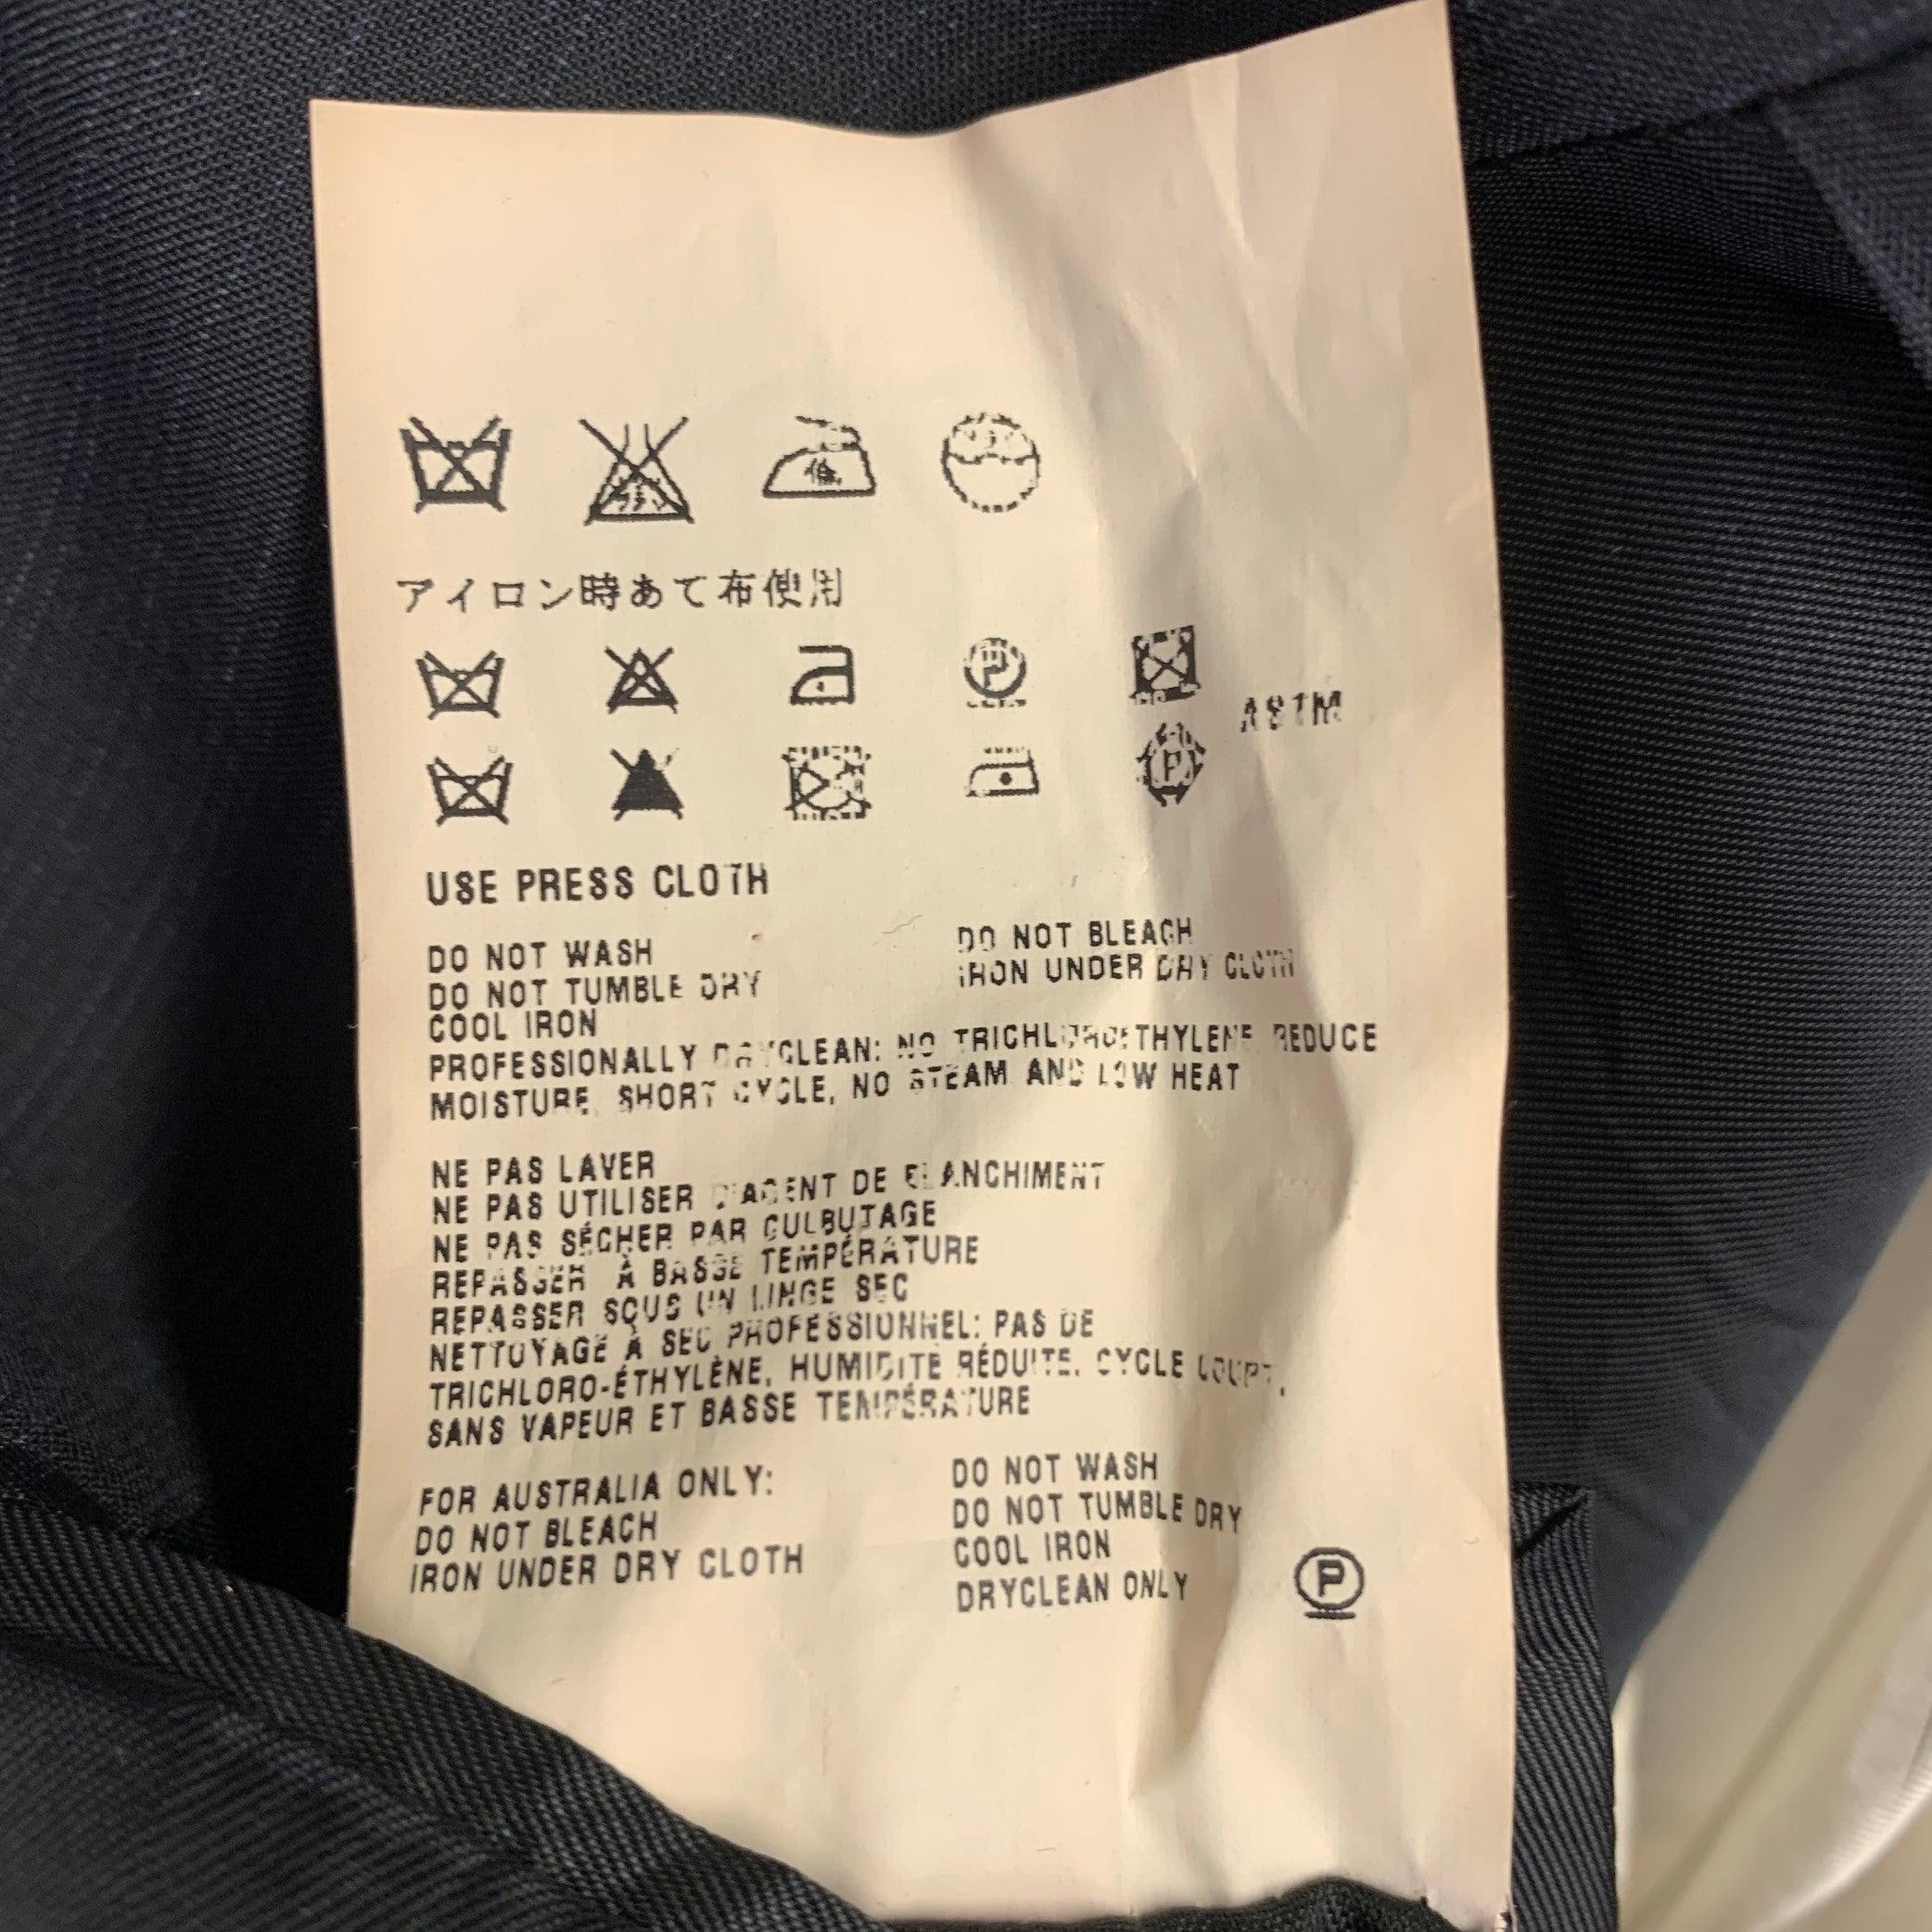 アイロン時あて布使用
ASTM
USE PRESS CLOTH
DO NOT WASH
DO NOT BLEACH
DO NOT TUMBLE DRY
IRON UNDER DRY CLOTH
COOL IRON
PROFESSIONALLY DRYCLEAN: NO TRICHLOROETHYLENE REDUCE
MOISTURE, SHORT CYCLE, NO STEAM AND LOW HEAT
NE PAS LAVER
NE PAS UTILISER D'AGENT DE BLANCHIMENT
NE PAS SÉCHER PAR CULBUTAGE
REPASSER À BASSE TEMPÉRATURE
REPASSER SOUS UN LINGE SEC
NETTOYAGE À SEC PROFESSIONNEL: PAS DE
TRICHLORO-ÉTHYLÈNE, HUMIDITÉ RÉDUITE, CYCLE COURT,
SANS VAPEUR ET BASSE TEMPÉRATURE
FOR AUSTRALIA ONLY:
DO NOT BLEACH
IRON UNDER DRY CLOTH
DO NOT WASH
DO NOT TUMBLE DRY
COOL IRON
DRYCLEAN ONLY
P